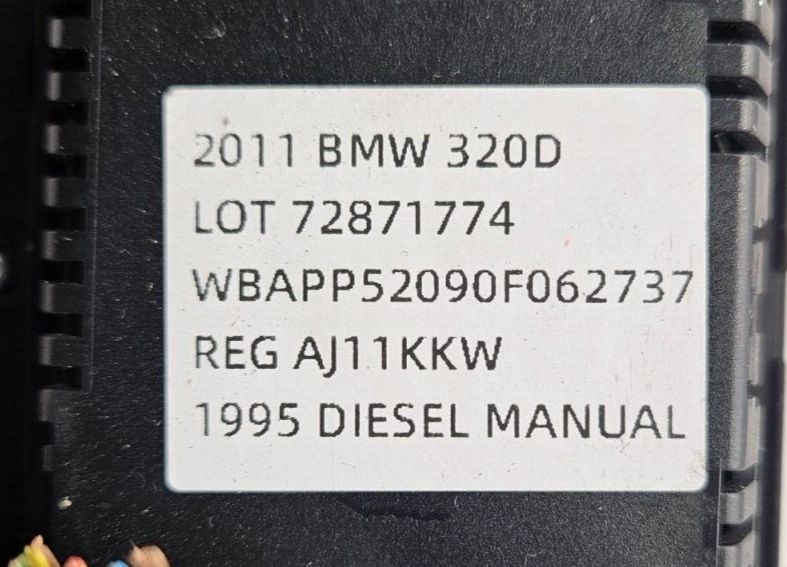 2011 BMW 320D
LOT 72871774
WBAPP52090F062737
REG AJ11KKW
1995 DIESEL MANUAL